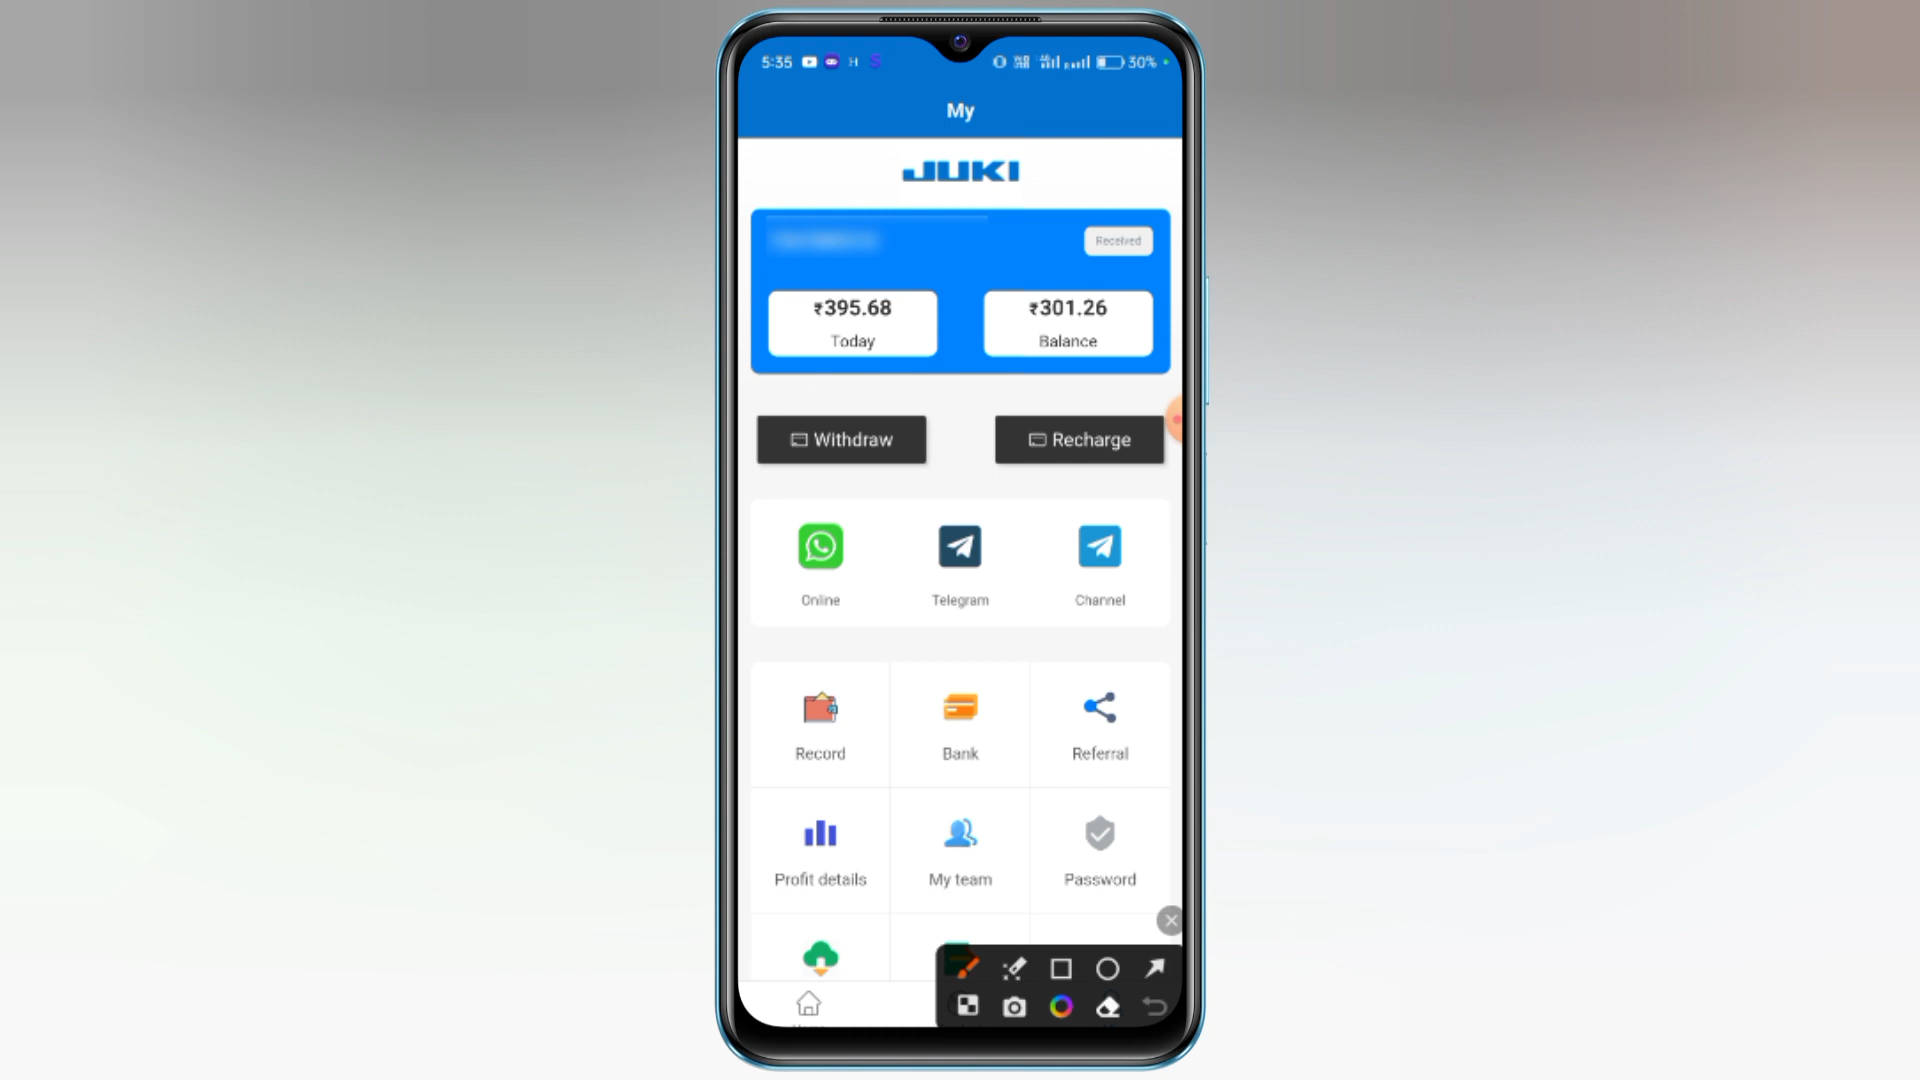 5:35 H S 30%
My
JUKI
Received
₹395.68 ₹301.26
Today Balance
Withdraw Recharge
Online Telegram Channel
Record Bank Referral
Profit details My team Password